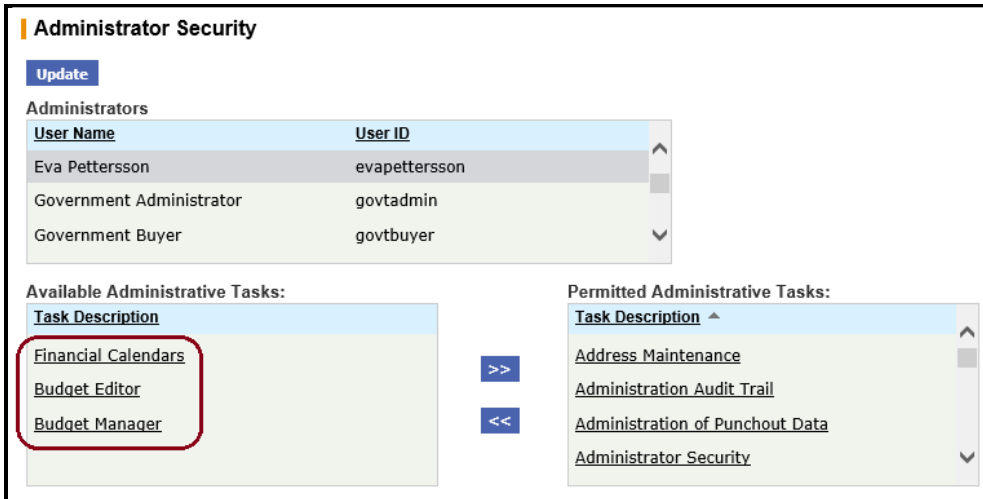 Administrator Security
Update
Administrators
User Name User ID
Eva Pettersson evapettersson
Government Administrator govtadmin
Government Buyer govtbuyer
Available Administrative Tasks:
Task Description
Financial Calendars
Budget Editor
Budget Manager
>>
<<
Permitted Administrative Tasks:
Task Description
Address Maintenance
Administration Audit Trail
Administration of Punchout Data
Administrator Security